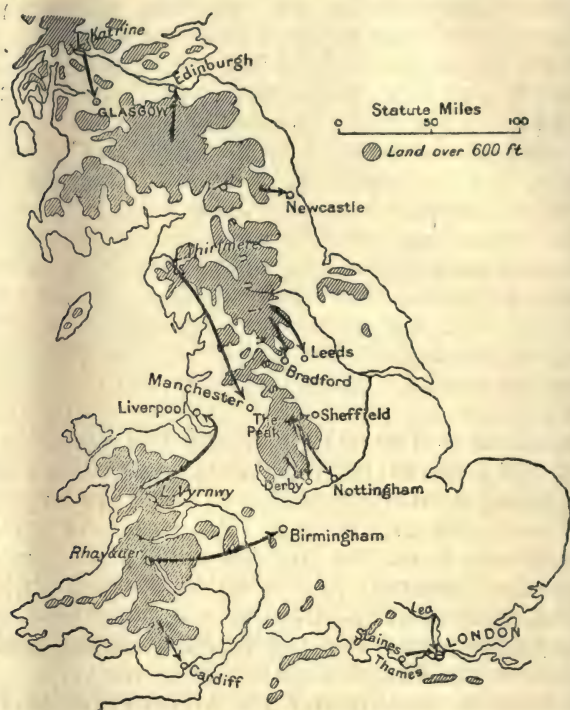 L. Katrine
Edinburgh
GLASGOW
Statute Miles
0 50 100
Land over 600 ft
Newcastle
Thirlmere
Leeds
Bradford
Manchester
Liverpool
The
Peak
Sheffield
Derby
Nottingham
L. Vyrnwy
Rhayader
Birmingham
Lea
Staines
LONDON
Thames
Cardiff